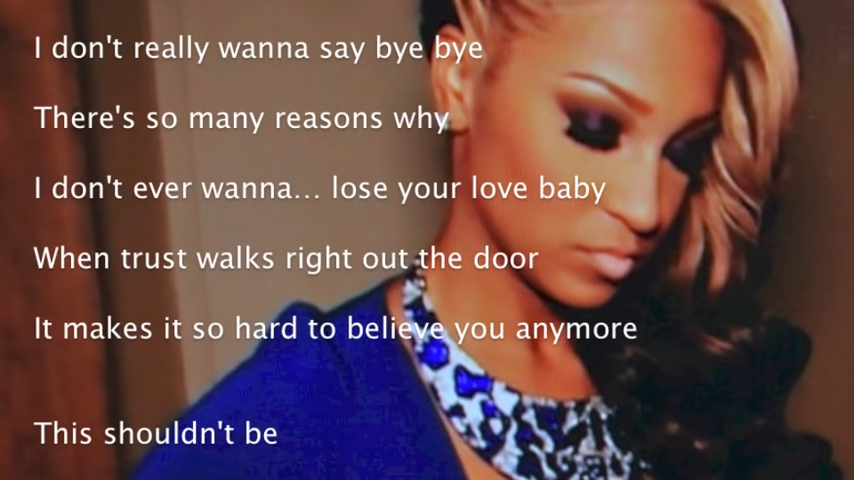 I don't really wanna say bye bye
There's so many reasons why
I don't ever wanna... lose your love baby
When trust walks right out the door
It makes it so hard to believe you anymore
This shouldn't be